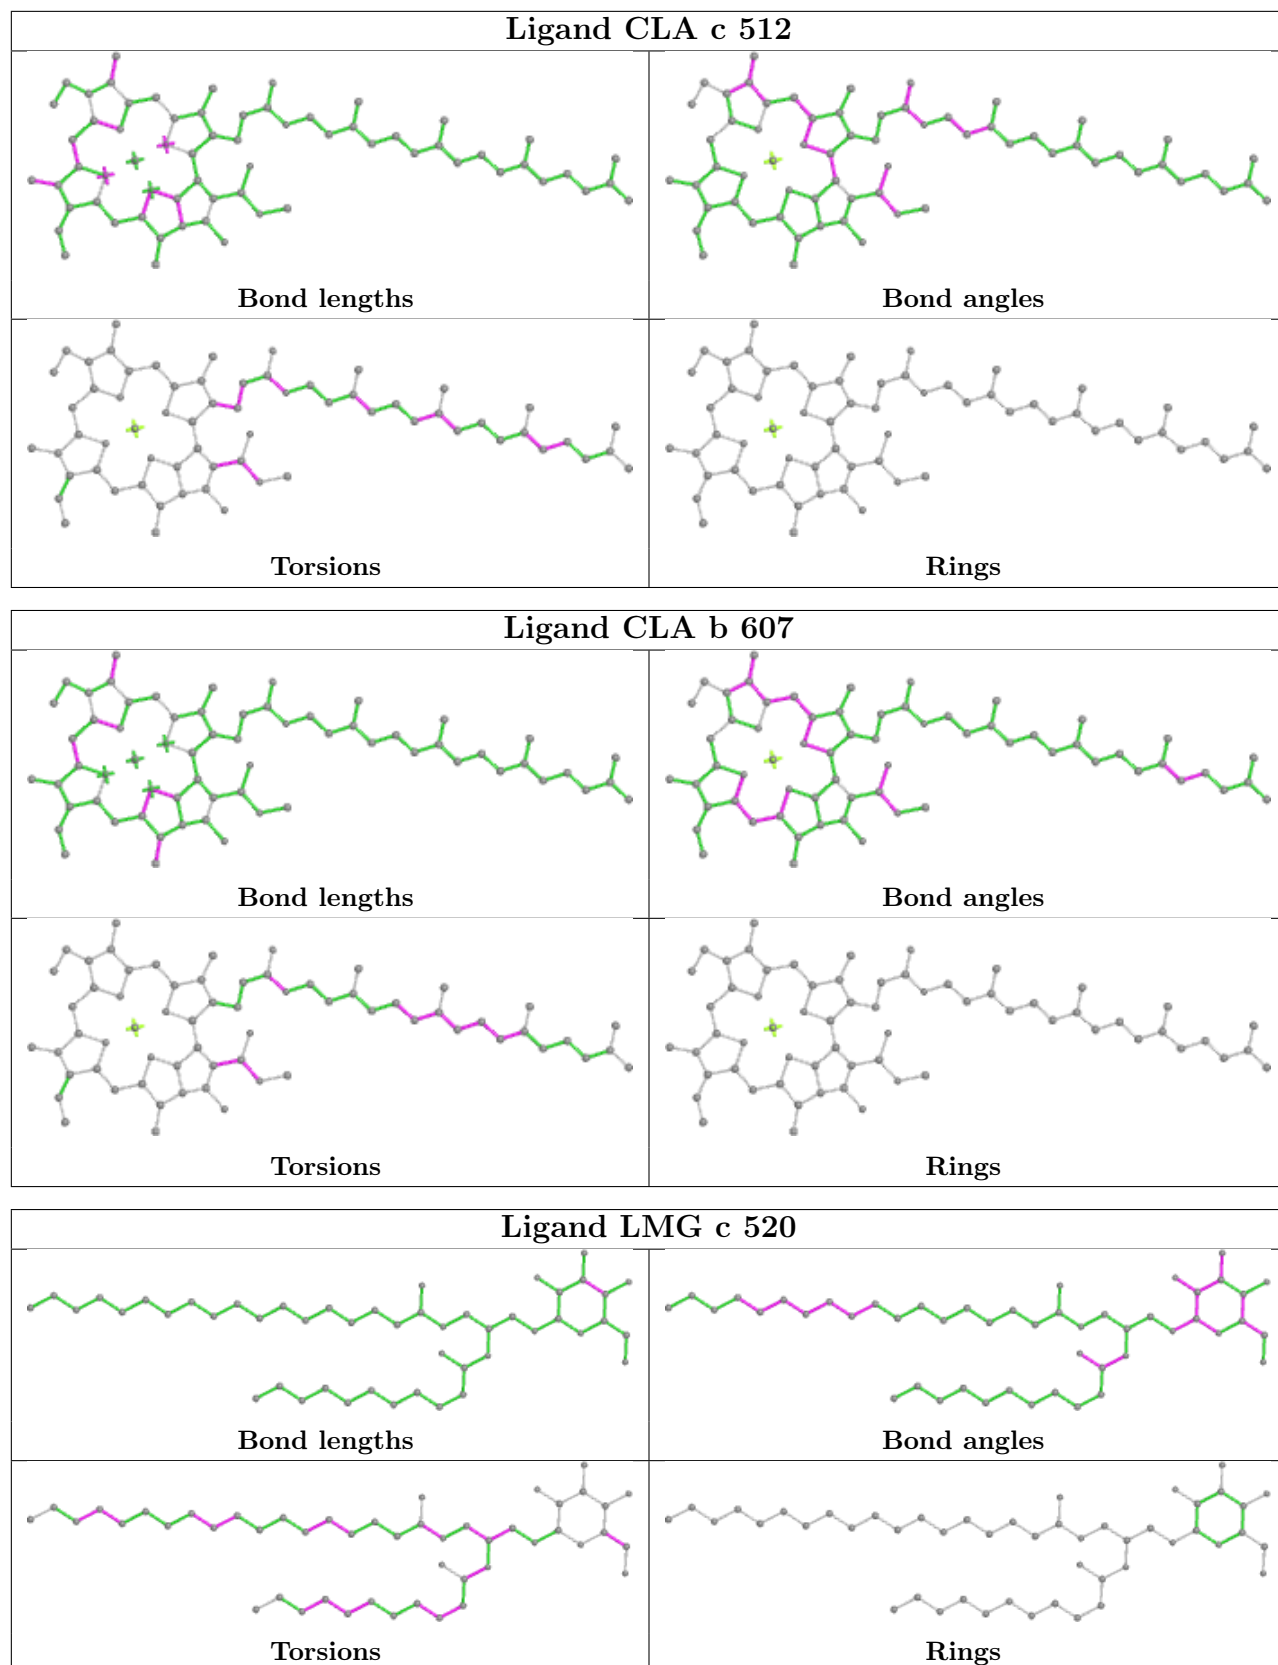 Ligand CLA c 512
Bond lengths
Bond angles
Torsions
Rings
Ligand CLA b 607
Bond lengths
Bond angles
Torsions
Rings
Ligand LMG c 520
Bond lengths
Bond angles
Torsions
Rings